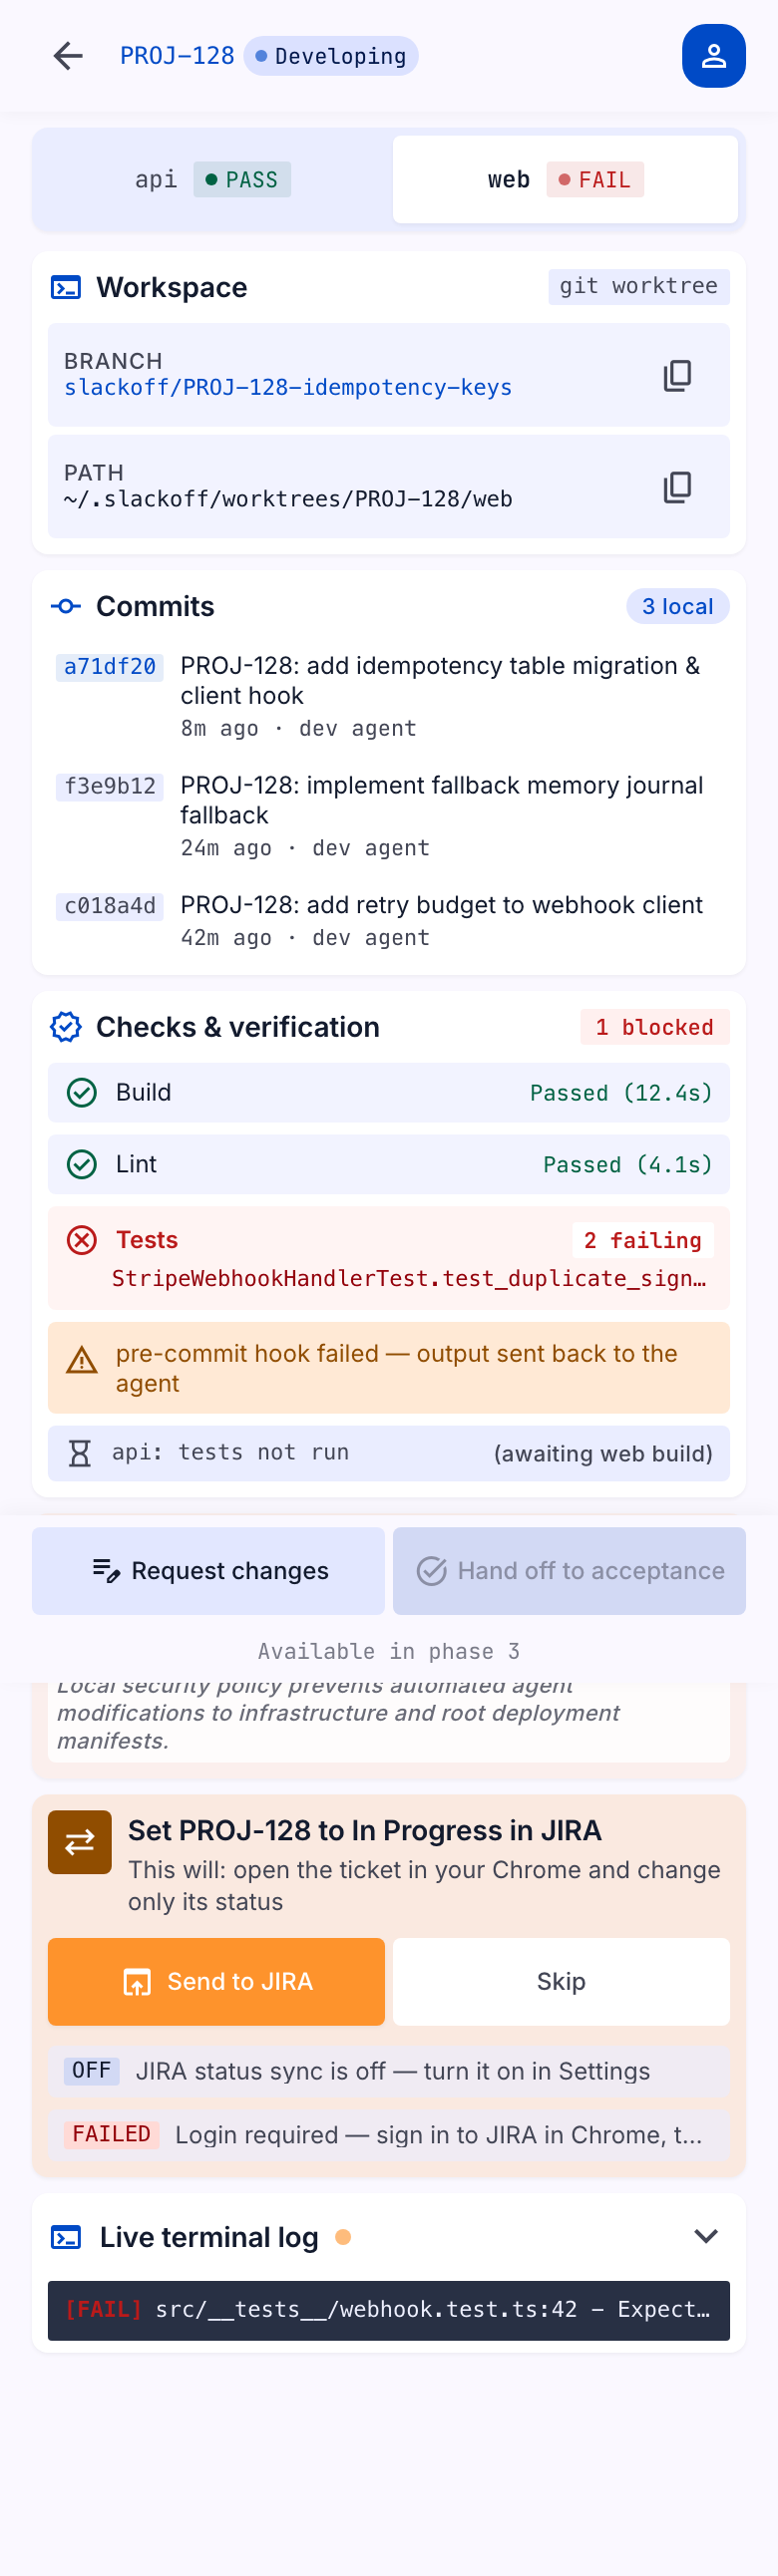 PROJ-128 Developing
api PASS web FAIL
Workspace git worktree
BRANCH
slackoff/PROJ-128-idempotency-keys
PATH
~/.slackoff/worktrees/PROJ-128/web
Commits 3 local
a71df20 PROJ-128: add idempotency table migration &
client hook
8m ago · dev agent
f3e9b12 PROJ-128: implement fallback memory journal
fallback
24m ago · dev agent
c018a4d PROJ-128: add retry budget to webhook client
42m ago · dev agent
Checks & verification 1 blocked
Build Passed (12.4s)
Lint Passed (4.1s)
Tests 2 failing
StripeWebhookHandlerTest.test_duplicate_sign…
pre-commit hook failed — output sent back to the
agent
api: tests not run (awaiting web build)
Request changes Hand off to acceptance
Available in phase 3
Local security policy prevents automated agent
modifications to infrastructure and root deployment
manifests.
Set PROJ-128 to In Progress in JIRA
This will: open the ticket in your Chrome and change
only its status
Send to JIRA Skip
OFF JIRA status sync is off — turn it on in Settings
FAILED Login required — sign in to JIRA in Chrome, t...
Live terminal log
[FAIL] src/__tests__/webhook.test.ts:42 - Expect…